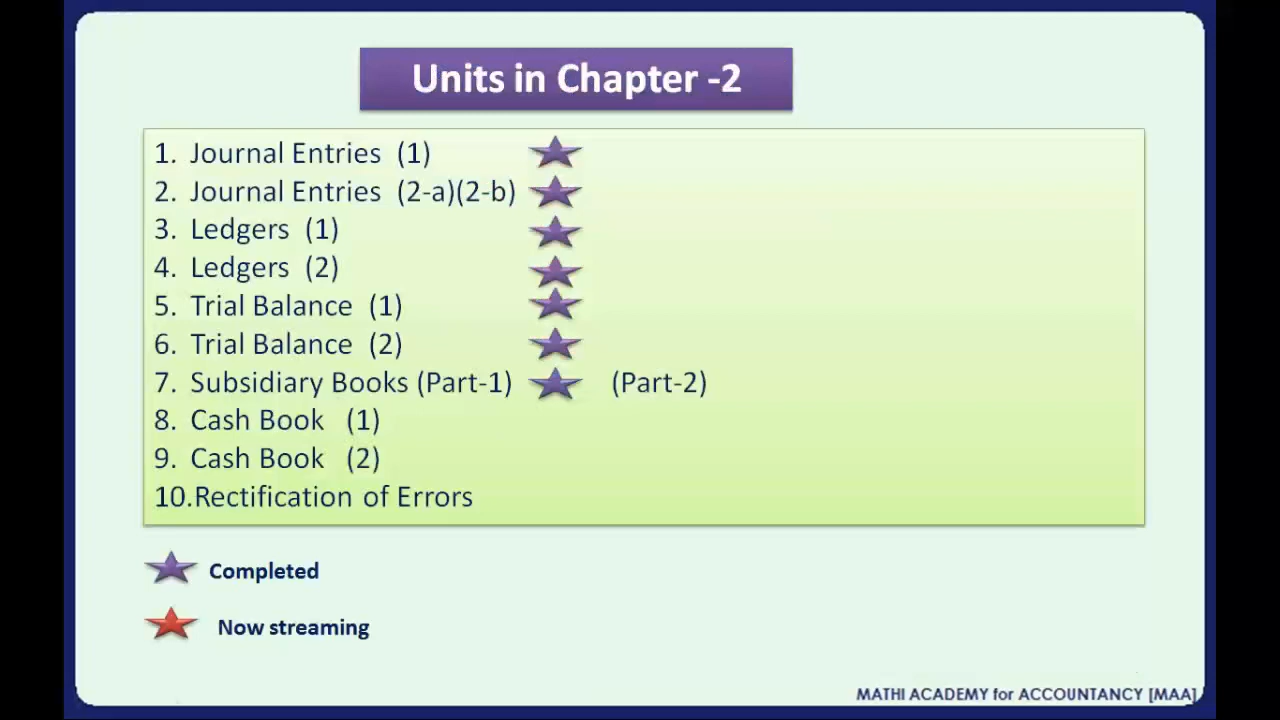 Units in Chapter -2
1. Journal Entries (1)
2. Journal Entries (2-a)(2-b)
3. Ledgers (1)
4. Ledgers (2)
5. Trial Balance (1)
6. Trial Balance (2)
7. Subsidiary Books (Part-1) (Part-2)
8. Cash Book (1)
9. Cash Book (2)
10.Rectification of Errors
Completed
Now streaming
MATHI ACADEMY for ACCOUNTANCY [MAA]